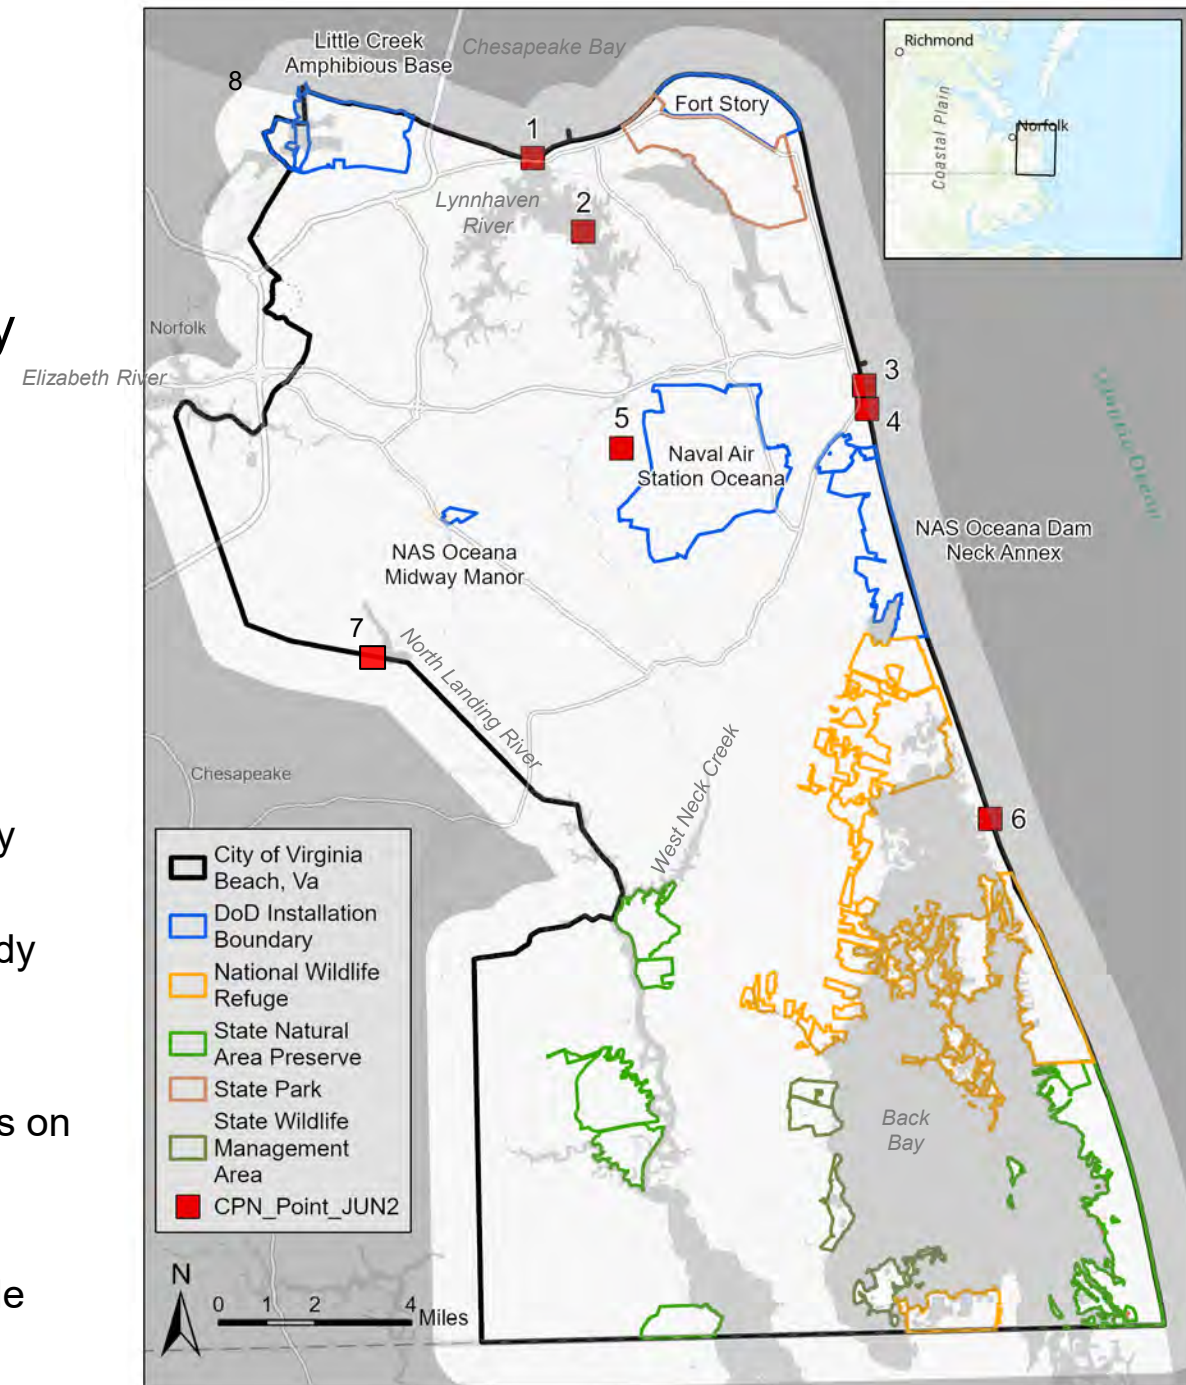 y
y
dy
s on
e
Little Creek
Amphibious Base
Chesapeake Bay
8
Fort Story
1
Lynnhaven
River
2
Richmond
Norfolk
Coastal Plain
Norfolk
Elizabeth River
3
4
5
Naval Air
Station Oceana
Atlantic Ocean
NAS Oceana
Midway Manor
NAS Oceana Dam
Neck Annex
7
North Landing River
Chesapeake
West Neck Creek
6
City of Virginia
Beach, Va
DoD Installation
Boundary
National Wildlife
Refuge
State Natural
Area Preserve
State Park
State Wildlife
Management
Area
CPN_Point_JUN2
Back
Bay
N
0 1 2 4 Miles